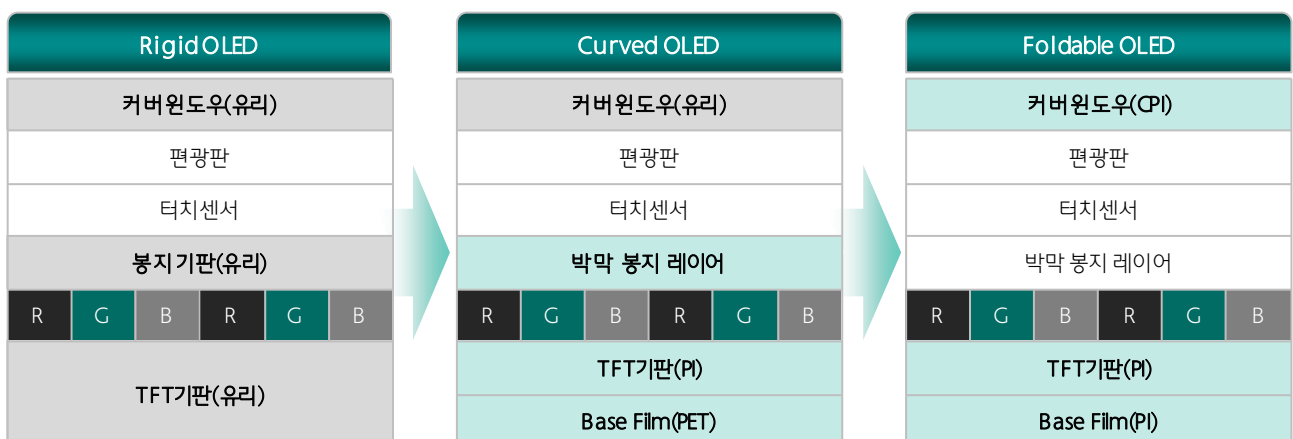 Rigid OLED
커버윈도우(유리)
편광판
터치센서
봉지 기판(유리)
R G B R G B
TFT기판(유리)
Curved OLED
커버윈도우(유리)
편광판
터치센서
박막 봉지 레이어
R G B R G B
TFT기판(PI)
Base Film(PET)
Foldable OLED
커버윈도우(CPI)
편광판
터치센서
박막 봉지 레이어
R G B R G B
TFT기판(PI)
Base Film(PI)